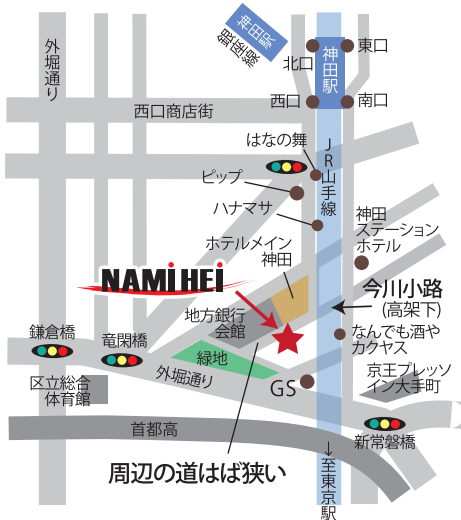 神田駅
銀座線
外堀通り
北口
神田駅
東口
西口
南口
西口商店街
はなの舞
JR山手線
ピップ
ハナマサ
神田
ステーション
ホテル
ホテルメイン
神田
NAMIHEI
今川小路
(高架下)
地方銀行
会館
なんでも酒や
カクヤス
鎌倉橋
竜閑橋
緑地
外堀通り
GS
京王プレッソ
イン大手町
区立総合
体育館
首都高
新常磐橋
周辺の道はば狭い
↓至東京駅